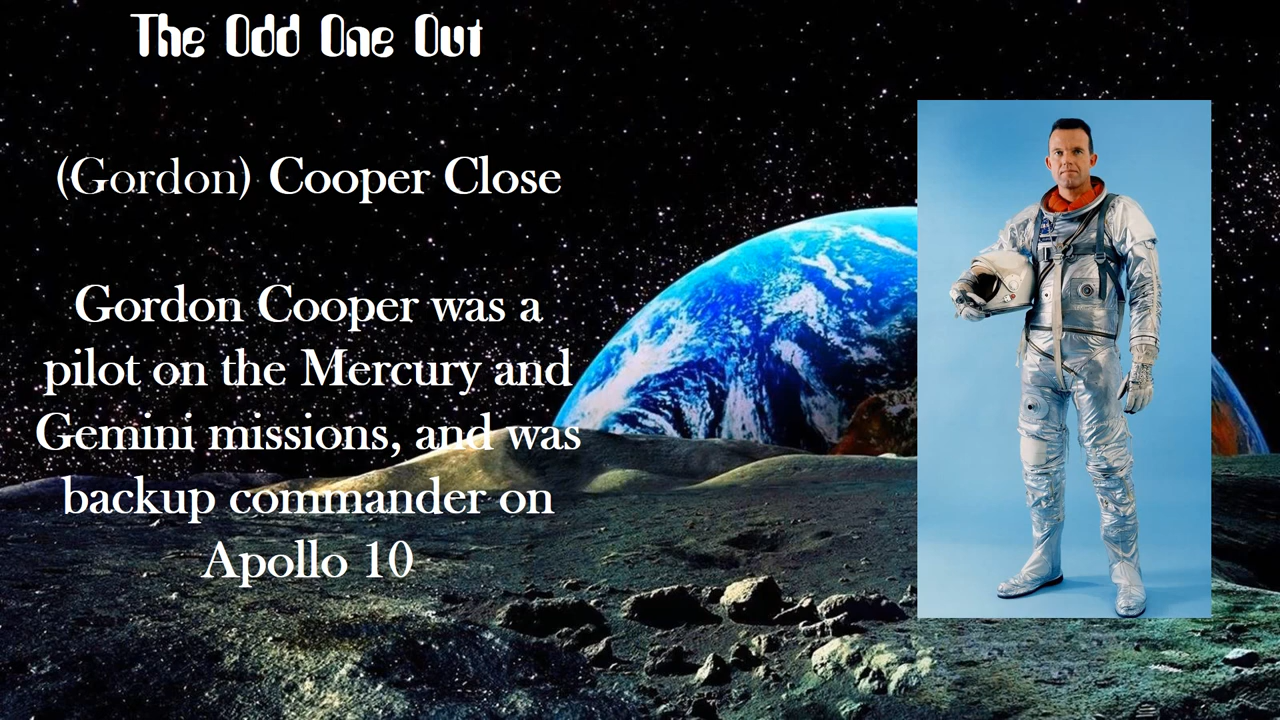 The Odd One Out
(Gordon) Cooper Close
Gordon Cooper was a
pilot on the Mercury and
Gemini missions, and was
backup commander on
Apollo 10